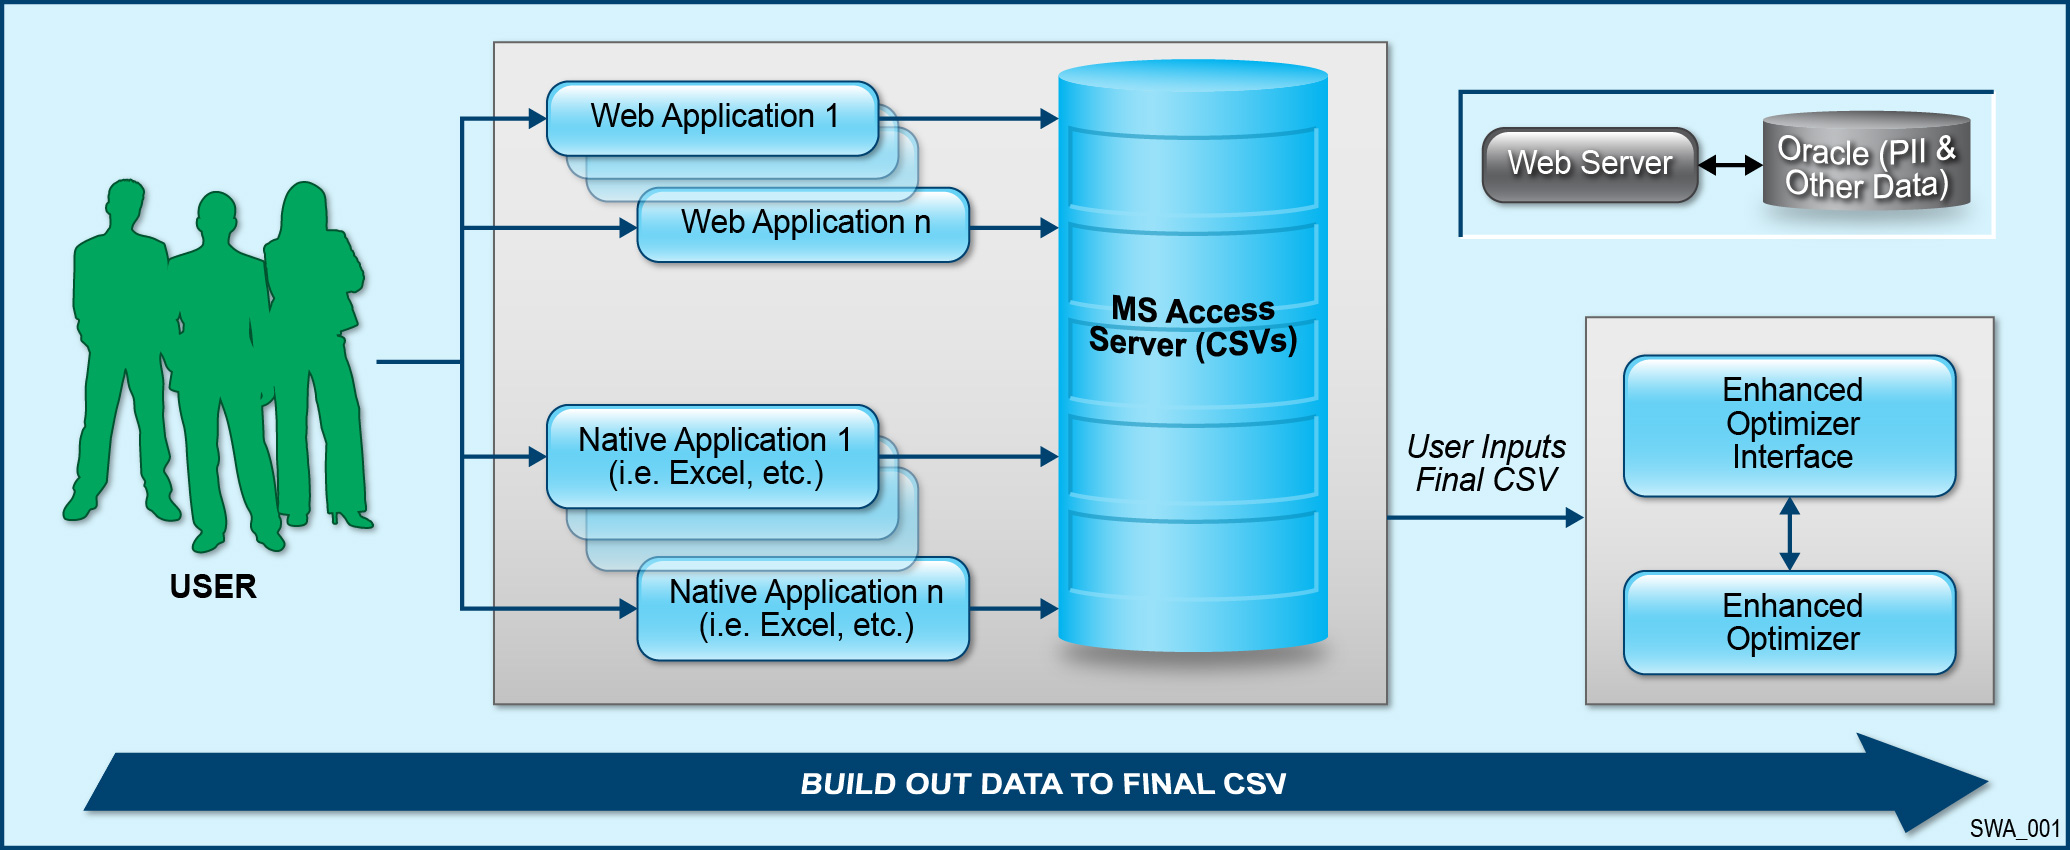 Web Application 1
Web Application n
Native Application 1
(i.e. Excel, etc.)
Native Application n
(i.e. Excel, etc.)
USER
MS Access
Server (CSVs)
Web Server
Oracle (PII &
Other Data)
User Inputs
Final CSV
Enhanced
Optimizer
Interface
Enhanced
Optimizer
BUILD OUT DATA TO FINAL CSV
SWA_001